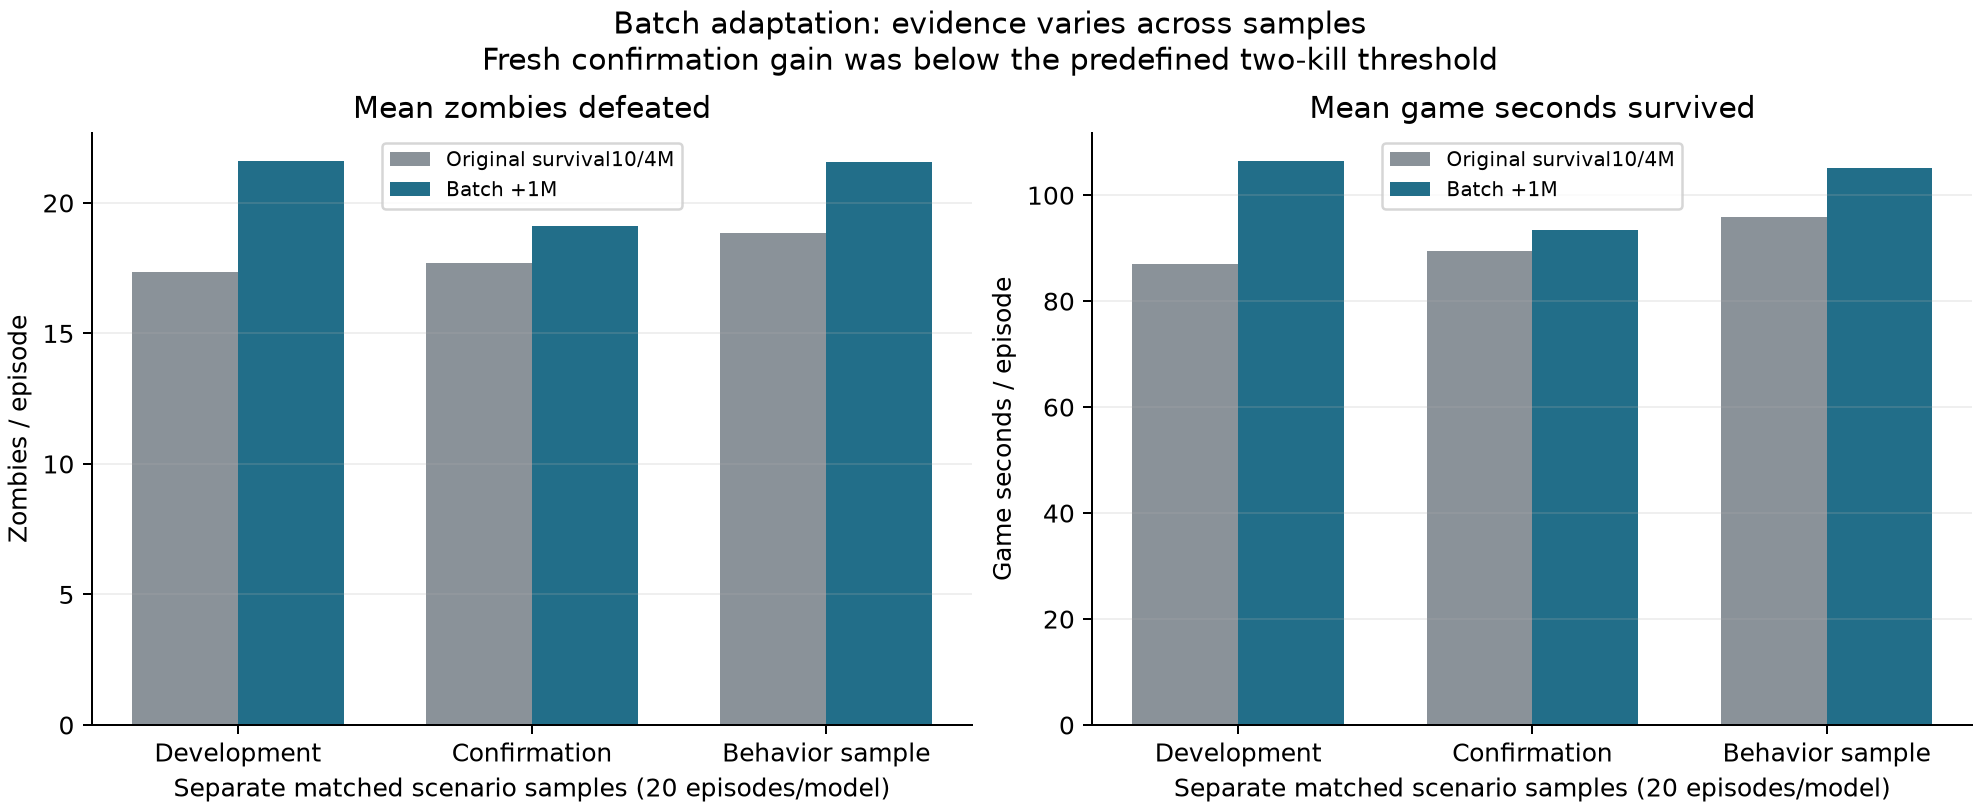 Batch adaptation: evidence varies across samples
Fresh confirmation gain was below the predefined two-kill threshold
Mean zombies defeated
Original survival10/4M
Batch +1M
Zombies / episode
20
15
10
5
0
Development
Confirmation
Behavior sample
Separate matched scenario samples (20 episodes/model)
Mean game seconds survived
Original survival10/4M
Batch +1M
Game seconds / episode
100
80
60
40
20
0
Development
Confirmation
Behavior sample
Separate matched scenario samples (20 episodes/model)